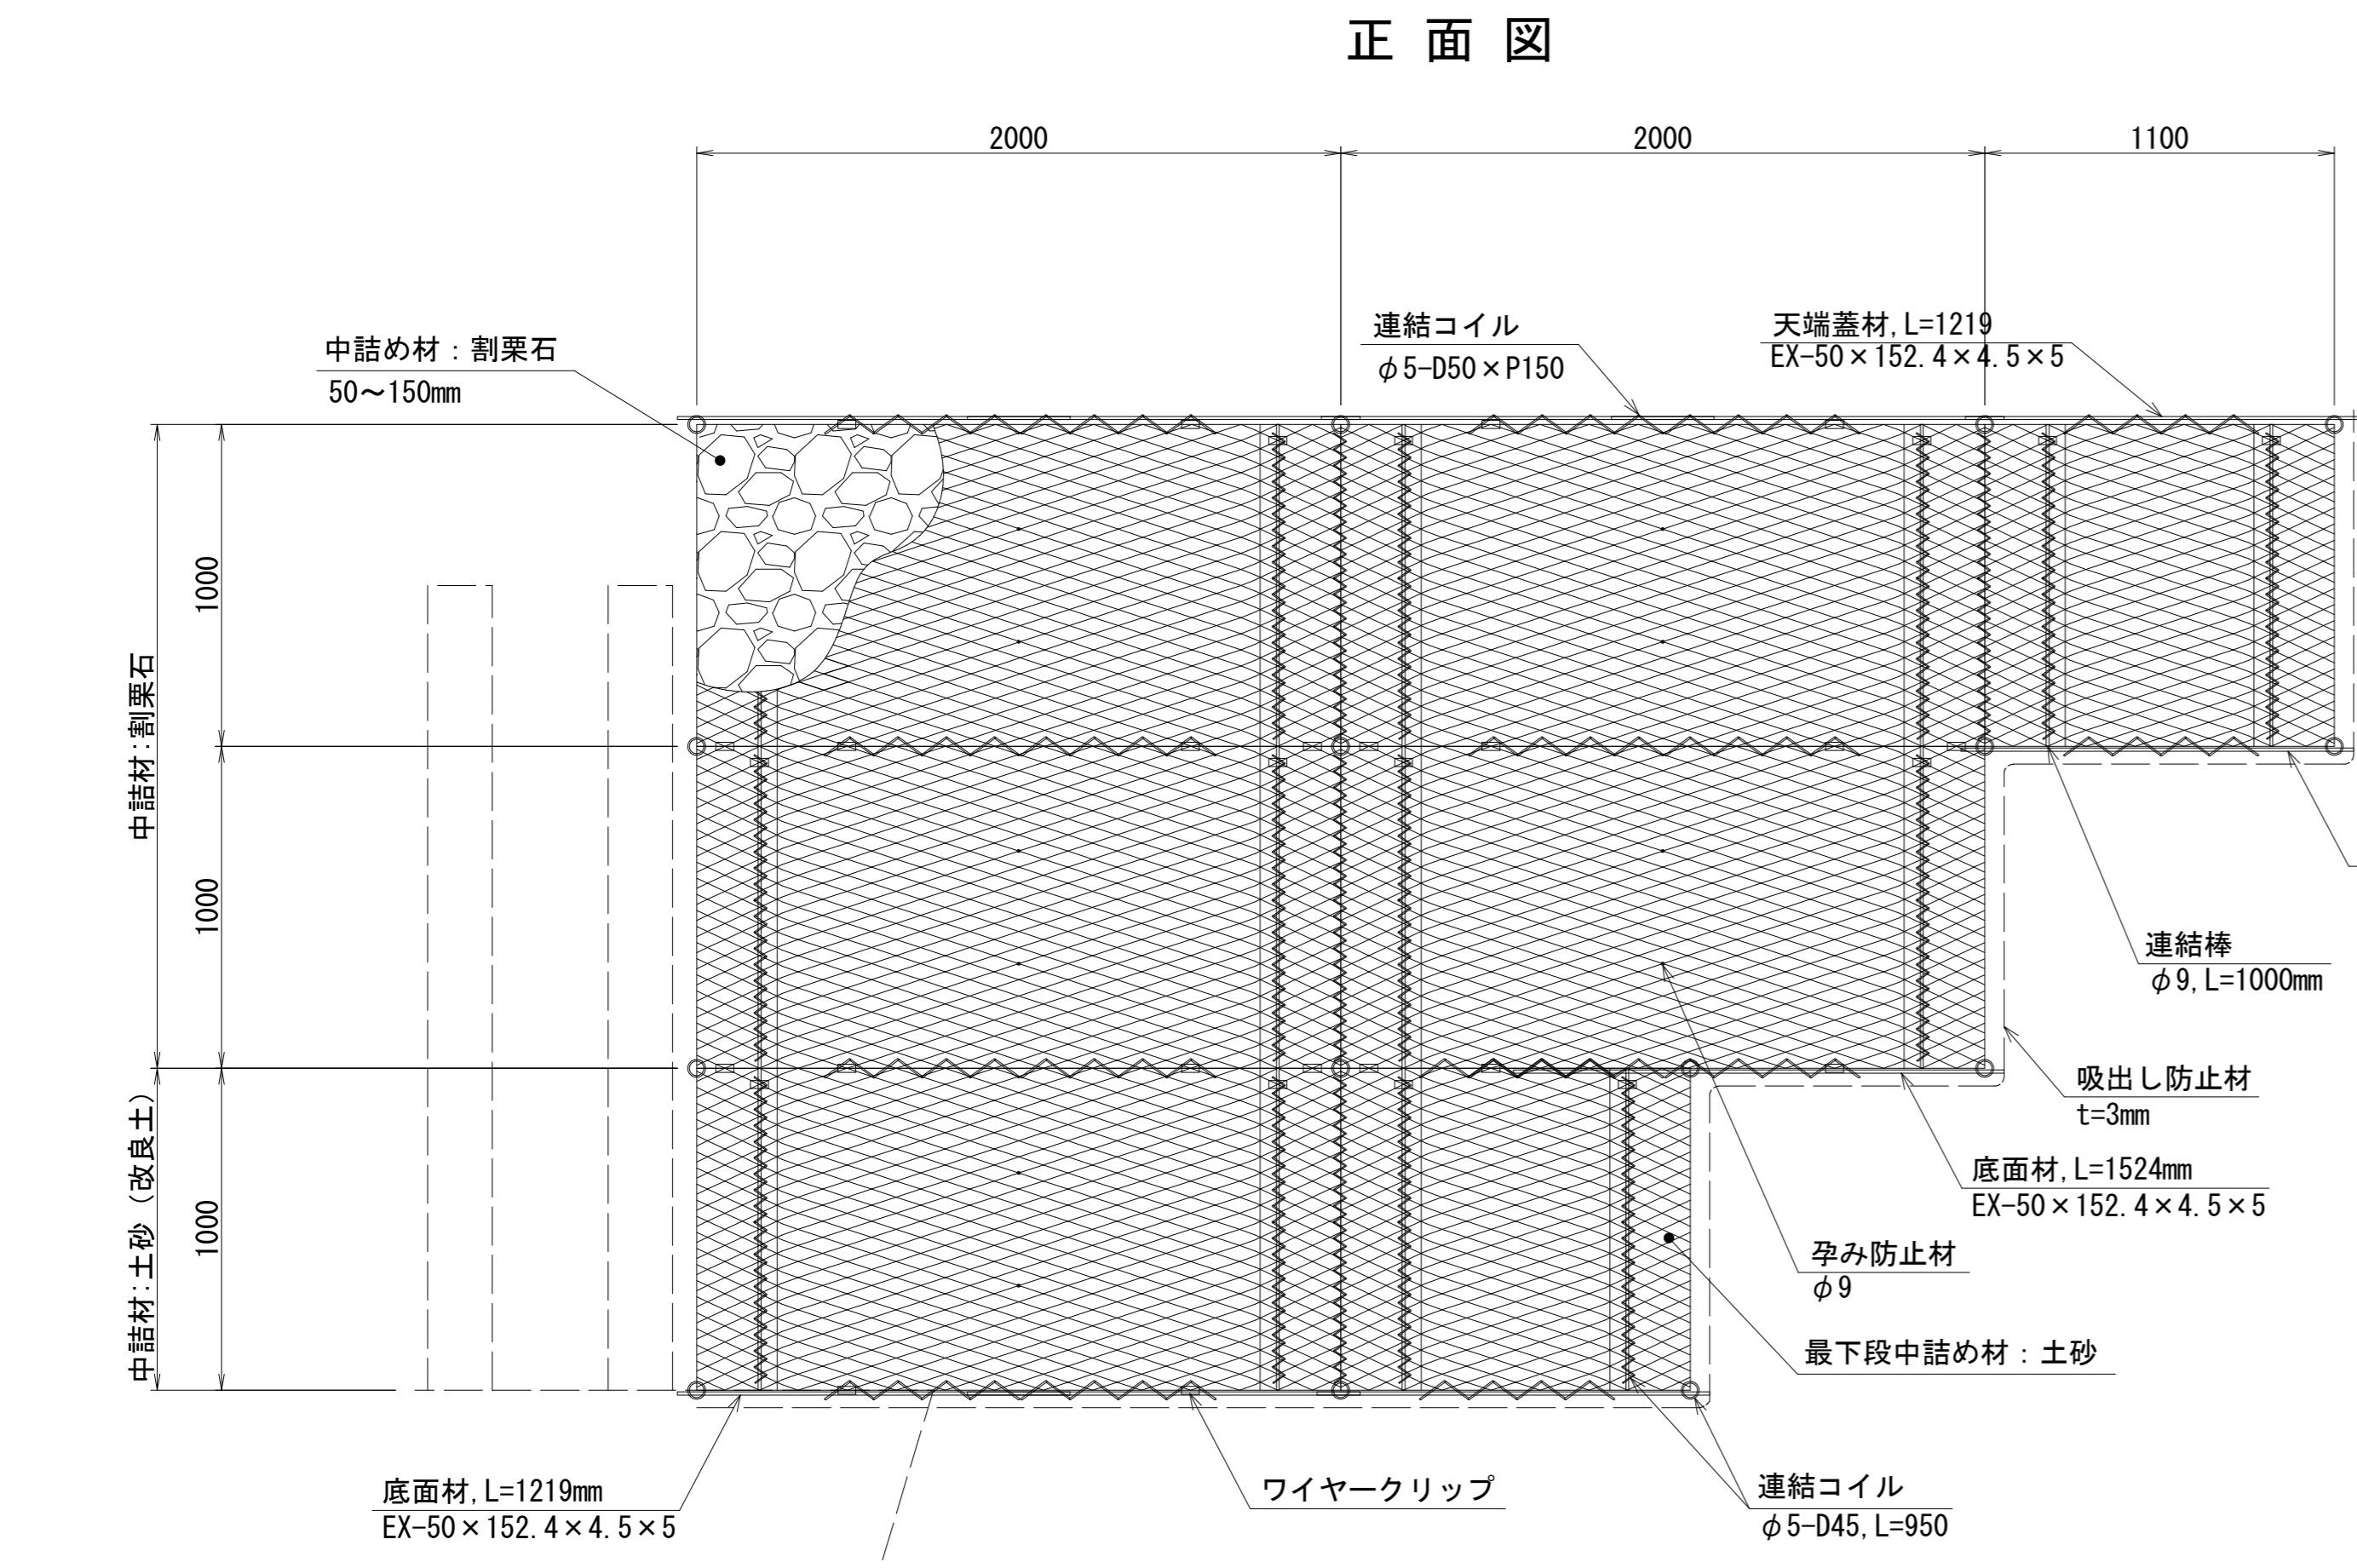 正面図
2000
2000
1100
連結コイル
φ5-D50×P150
天端蓋材,L=1219
EX-50×152.4×4.5×5
中詰め材：割栗石
50～150mm
1000
中詰材:割栗石
1000
連結棒
φ9,L=1000mm
吸出し防止材
t=3mm
底面材,L=1524mm
EX-50×152.4×4.5×5
中詰材:土砂（改良土）
1000
孕み防止材
φ9
最下段中詰め材：土砂
底面材,L=1219mm
EX-50×152.4×4.5×5
ワイヤークリップ
連結コイル
φ5-D45,L=950